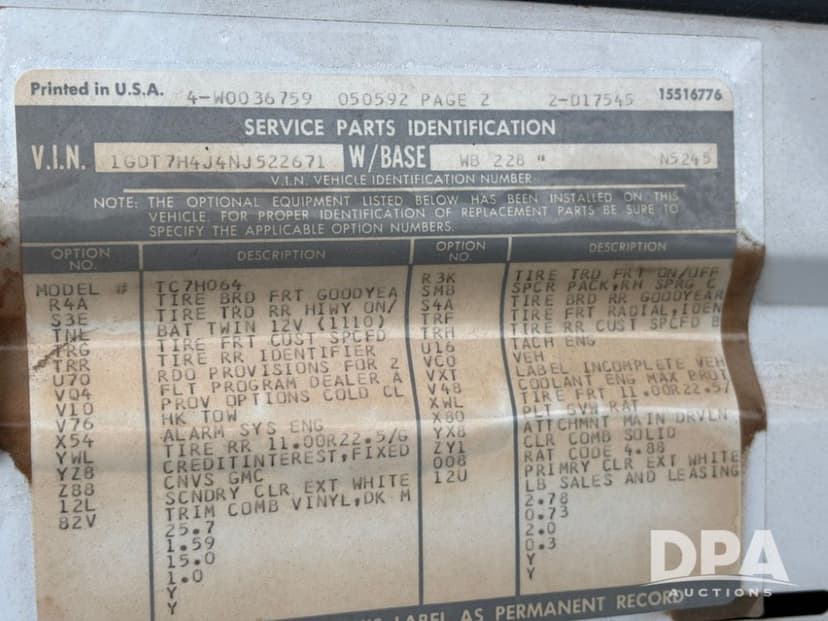 Printed in U.S.A. 4-W0036759 050592 PAGE 2 2-D17545 15516776
SERVICE PARTS IDENTIFICATION
V.I.N. 1GDT7H4J4NJ522671 W/BASE WB 228 " N5245
V.I.N. VEHICLE IDENTIFICATION NUMBER
NOTE: THE OPTIONAL EQUIPMENT LISTED BELOW HAS BEEN INSTALLED ON THIS
VEHICLE. FOR PROPER IDENTIFICATION OF REPLACEMENT PARTS BE SURE TO
SPECIFY THE APPLICABLE OPTION NUMBERS.
OPTION NO. DESCRIPTION OPTION NO. DESCRIPTION
MODEL # TC7H064 R3K TIRE TRD FRT ON/OFF
R4A TIRE BRD FRT GOODYEA SMB SPCR PACK,RH SPRG C
S3E TIRE TRD RR HIWY ON/ S4A TIRE BRD RR GOODYEAR
TNE BAT TWIN 12V (1110) TRF TIRE FRT RADIAL,IDEN
TRG TIRE FRT CUST SPCFD TRH TIRE RR CUST SPCFD B
TRR TIRE RR IDENTIFIER U16 TACH ENG
U70 RDO PROVISIONS FOR 2 VC0 VEH
VQ4 FLT PROGRAM DEALER A VXT LABEL INCOMPLETE VEH
V10 PROV OPTIONS COLD CL V48 COOLANT ENG MAX PROT
V76 HK TOW XWL TIRE FRT 11.00R22.5/
X54 ALARM SYS ENG X80 PLT SVW RAT
YWL TIRE RR 11.00R22.5/G YX8 ATTCHMNT MAIN DRVLN
YZ8 CREDITINTEREST,FIXED ZY1 CLR COMB SOLID
Z88 CNVS GMC 008 RAT CODE 4.88
12L SCNDRY CLR EXT WHITE 12U PRIMRY CLR EXT WHITE
82V TRIM COMB VINYL,DK M LB SALES AND LEASING
25.7 2.78
1.59 0.73
15.0 2.0
1.0 0.3
Y Y
Y Y
LABEL AS PERMANENT RECORD
DPA
AUCTIONS